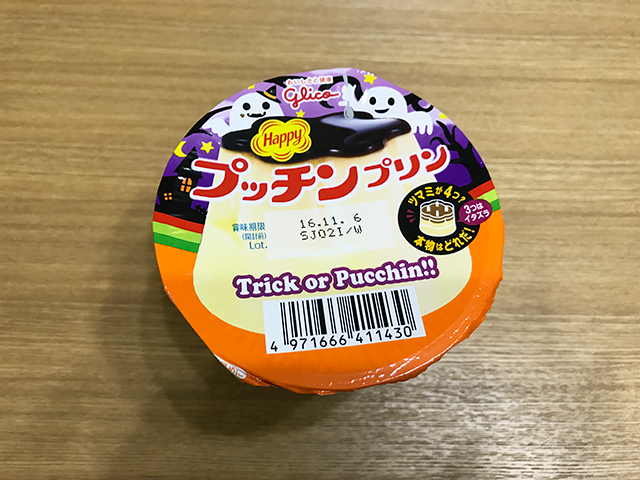 おいしさと健康
glico
Happy
プッチンプリン
ツマミが4つ?
3つは
イタズラ
本物はどれだ!
賞味期限
(開封前)
16.11. 6
Lot.
SJ02I/W
Trick or Pucchin!!
4 971666 411430